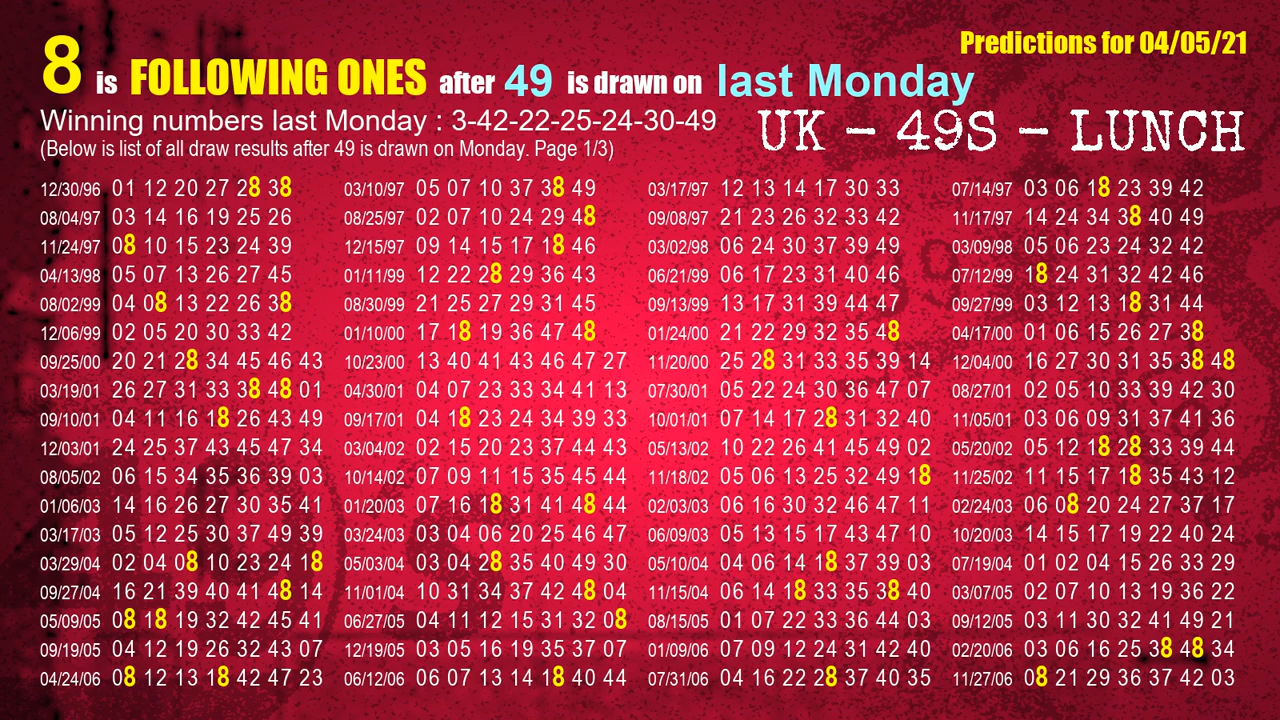 Predictions for 04/05/21
8 is FOLLOWING ONES after 49 is drawn on last Monday
Winning numbers last Monday : 3-42-22-25-24-30-49
UK - 49S - LUNCH
(Below is list of all draw results after 49 is drawn on Monday. Page 1/3)
12/30/96 01 12 20 27 28 38 03/10/97 05 07 10 37 38 49 03/17/97 12 13 14 17 30 33 07/14/97 03 06 18 23 39 42
08/04/97 03 14 16 19 25 26 08/25/97 02 07 10 24 29 48 09/08/97 21 23 26 32 33 42 11/17/97 14 24 34 38 40 49
11/24/97 08 10 15 23 24 39 12/15/97 09 14 15 17 18 46 03/02/98 06 24 30 37 39 49 03/09/98 05 06 23 24 32 42
04/13/98 05 07 13 26 27 45 01/11/99 12 22 28 29 36 43 06/21/99 06 17 23 31 40 46 07/12/99 18 24 31 32 42 46
08/02/99 04 08 13 22 26 38 08/30/99 21 25 27 29 31 45 09/13/99 13 17 31 39 44 47 09/27/99 03 12 13 18 31 44
12/06/99 02 05 20 30 33 42 01/10/00 17 18 19 36 47 48 01/24/00 21 22 29 32 35 48 04/17/00 01 06 15 26 27 38
09/25/00 20 21 28 34 45 46 43 10/23/00 13 40 41 43 46 47 27 11/20/00 25 28 31 33 35 39 14 12/04/00 16 27 30 31 35 38 48
03/19/01 26 27 31 33 38 48 01 04/30/01 04 07 23 33 34 41 13 07/30/01 05 22 24 30 36 47 07 08/27/01 02 05 10 33 39 42 30
09/10/01 04 11 16 18 26 43 49 09/17/01 04 18 23 24 34 39 33 10/01/01 07 14 17 28 31 32 40 11/05/01 03 06 09 31 37 41 36
12/03/01 24 25 37 43 45 47 34 03/04/02 02 15 20 23 37 44 43 05/13/02 10 22 26 41 45 49 02 05/20/02 05 12 18 28 33 39 44
08/05/02 06 15 34 35 36 39 03 10/14/02 07 09 11 15 35 45 44 11/18/02 05 06 13 25 32 49 18 11/25/02 11 15 17 18 35 43 12
01/06/03 14 16 26 27 30 35 41 01/20/03 07 16 18 31 41 48 44 02/03/03 06 16 30 32 46 47 11 02/24/03 06 08 20 24 27 37 17
03/17/03 05 12 25 30 37 49 39 03/24/03 03 04 06 20 25 46 47 06/09/03 05 13 15 17 43 47 10 10/20/03 14 15 17 19 22 40 24
03/29/04 02 04 08 10 23 24 18 05/03/04 03 04 28 35 40 49 30 05/10/04 04 06 14 18 37 39 03 07/19/04 01 02 04 15 26 33 29
09/27/04 16 21 39 40 41 48 14 11/01/04 10 31 34 37 42 48 04 11/15/04 06 14 18 33 35 38 40 03/07/05 02 07 10 13 19 36 22
05/09/05 08 18 19 32 42 45 41 06/27/05 04 11 12 15 31 32 08 08/15/05 01 07 22 33 36 44 03 09/12/05 03 11 30 32 41 49 21
09/19/05 04 12 19 26 32 43 07 12/19/05 03 05 16 19 35 37 07 01/09/06 07 09 12 24 31 42 40 02/20/06 03 06 16 25 38 48 34
04/24/06 08 12 13 18 42 47 23 06/12/06 06 07 13 14 18 40 44 07/31/06 04 16 22 28 37 40 35 11/27/06 08 21 29 36 37 42 03